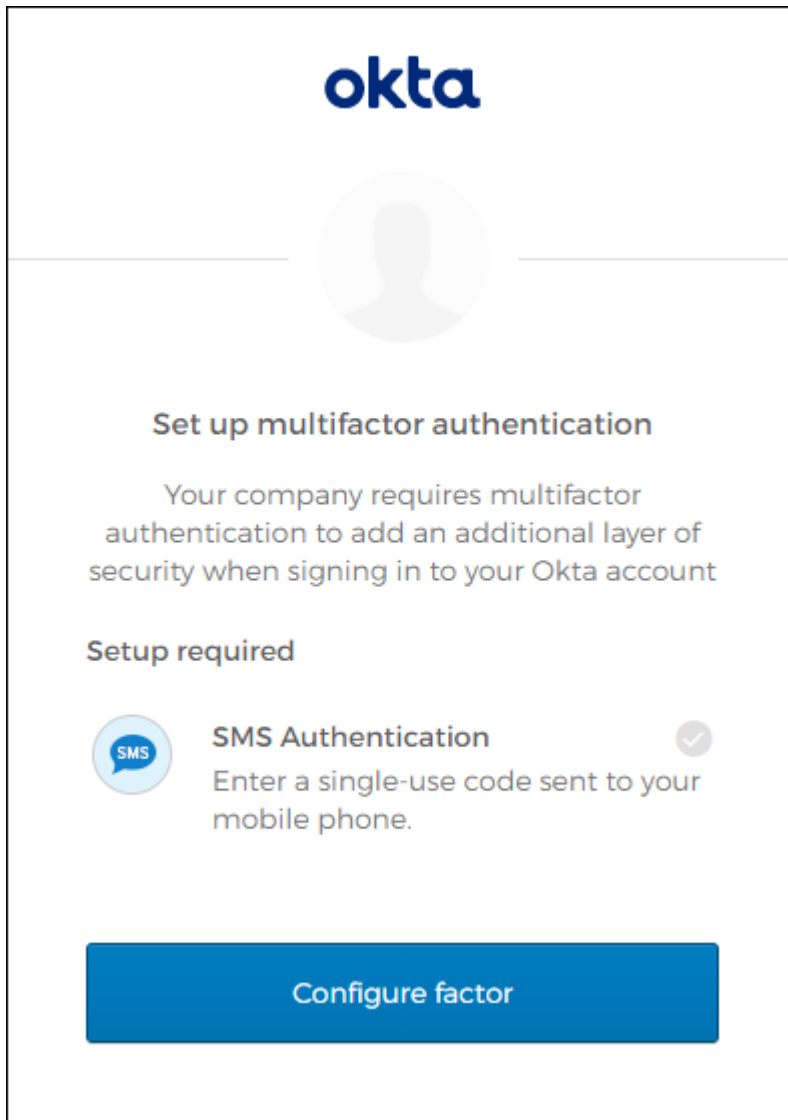 okta
Set up multifactor authentication
Your company requires multifactor
authentication to add an additional layer of
security when signing in to your Okta account
Setup required
SMS
SMS Authentication
Enter a single-use code sent to your
mobile phone.
Configure factor